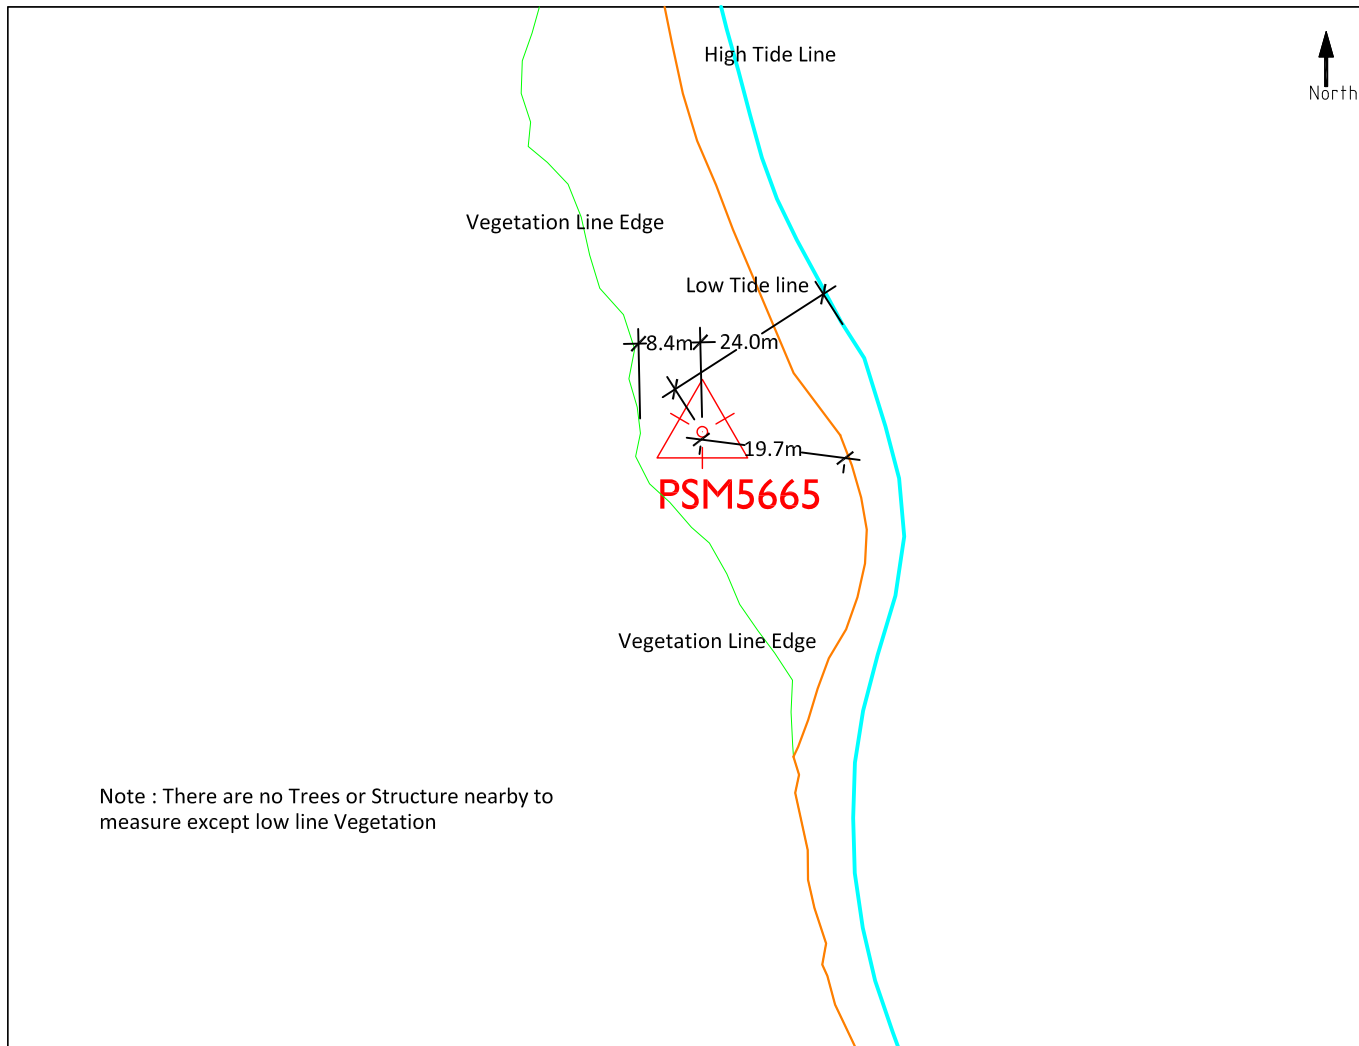 High Tide Line
North
Vegetation Line Edge
Low Tide line
8.4m
24.0m
19.7m
PSM5665
Vegetation Line Edge
Note : There are no Trees or Structure nearby to
measure except low line Vegetation